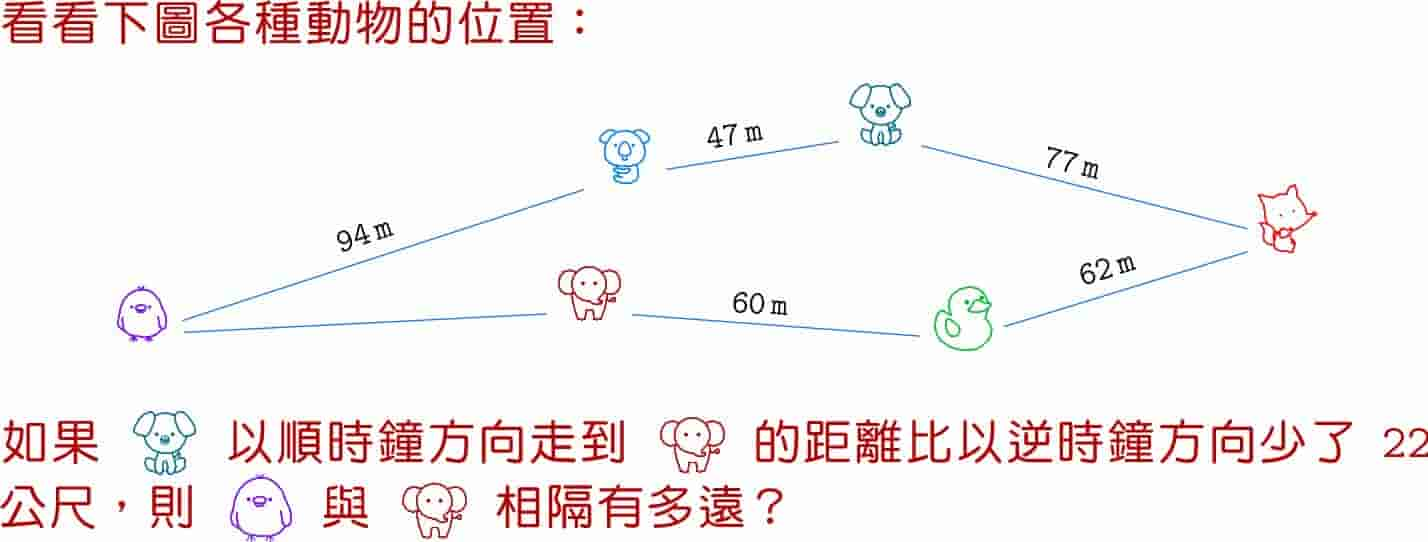 看看下圖各種動物的位置：
47 m
77 m
94 m
62 m
60 m
如果 以順時鐘方向走到 的距離比以逆時鐘方向少了 22
公尺，則 與 相隔有多遠？